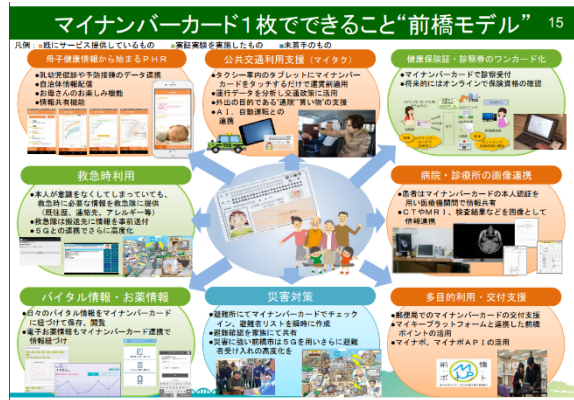 マイナンバーカード1枚でできること“前橋モデル”
15
凡例：■既にサービス提供しているもの　■実証実験を実施したもの　■未着手のもの
母子健康情報から始まるPHR
●乳幼児健診や予防接種のデータ連携
●自治体情報配信
●お母さんのお楽しみ機能
●情報共有機能
公共交通利用支援（マイタク）
●タクシー車内のタブレットにマイナンバー
カードをタッチするだけで運賃割適用
●運行データを分析し交通政策に活用
●外出の目的である“通院”“買い物”の支援
●AI、自動運転との
連携
健康保険証・診察券のワンカード化
●マイナンバーカードで診察受付
●将来的にはオンラインで保険資格の確認
救急時利用
●本人が意識をなくしてしまっていても、
救急時に必要な情報を救急隊に提供
（既往歴、連絡先、アレルギー等）
●救急隊は搬送先に情報を事前送付
●5Gとの連携でさらに高度化
病院・診療所の画像連携
●患者はマイナンバーカードの本人認証を
用い医療機関間で情報共有
●CTやMRI、検査結果などを画像として
情報連携
バイタル情報・お薬情報
●日々のバイタル情報をマイナンバーカード
に紐づけて保存、閲覧
●電子お薬情報もマイナンバーカード連携で
情報紐づけ
災害対策
●避難所にてマイナンバーカードでチェック
イン、避難者リストを瞬時に作成
●避難確認を家族にて共有
●災害に強い前橋市は5Gを用いさらに避難
者受け入れの高度化を
多目的利用・交付支援
●郵便局でのマイナンバーカードの交付支援
●マイキープラットフォームと連携した前橋
ポイントの活用
●マイナポ、マイナポAPIの活用
前橋
ポト